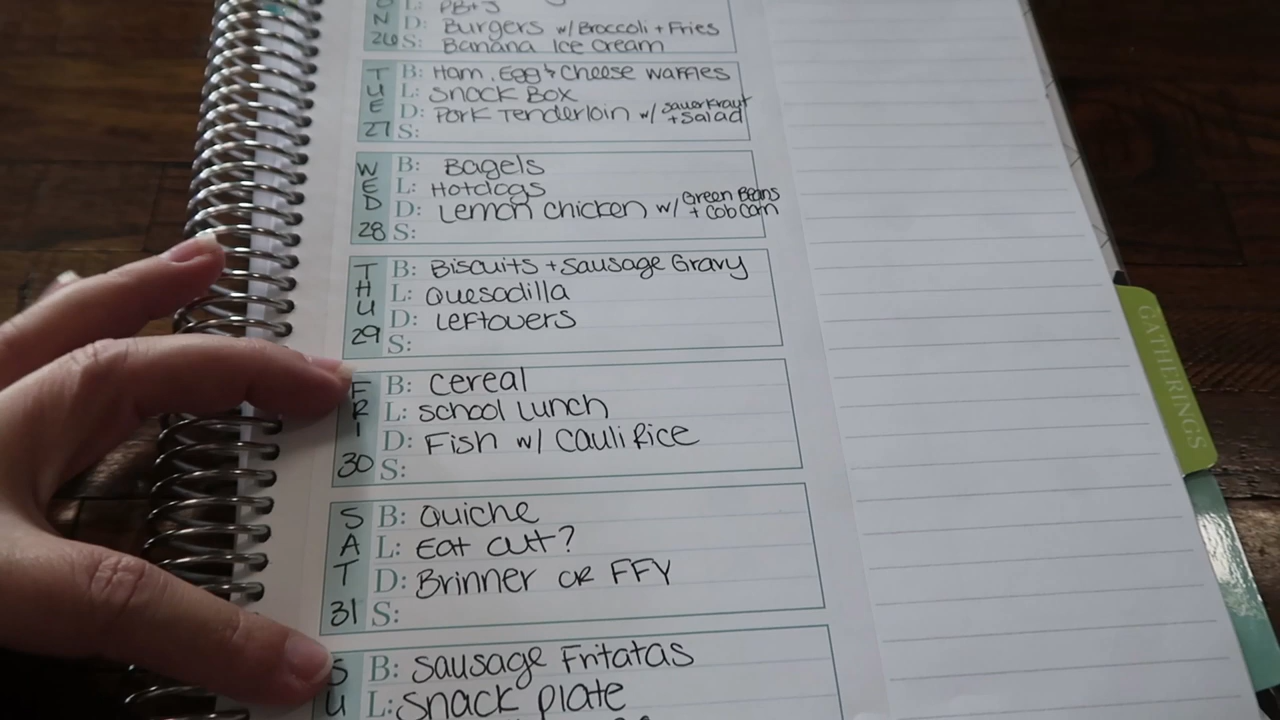 L: PB+J
26 D: Burgers w/ Broccoli + Fries
S: Banana Ice Cream
TUE 27
B: Ham, Egg & Cheese Waffles
L: Snack Box
D: Pork Tenderloin w/ Sauerkraut + Salad
S:
WED 28
B: Bagels
L: Hotdogs
D: Lemon Chicken w/ Green Beans + Cob Corn
S:
THU 29
B: Biscuits + Sausage Gravy
L: Quesadilla
D: Leftovers
S:
FRI 30
B: Cereal
L: School Lunch
D: Fish w/ Cauli Rice
S:
SAT 31
B: Quiche
L: Eat out?
D: Brinner or FFY
S:
SU
B: Sausage Fritatas
L: Snack plate
GATHERINGS